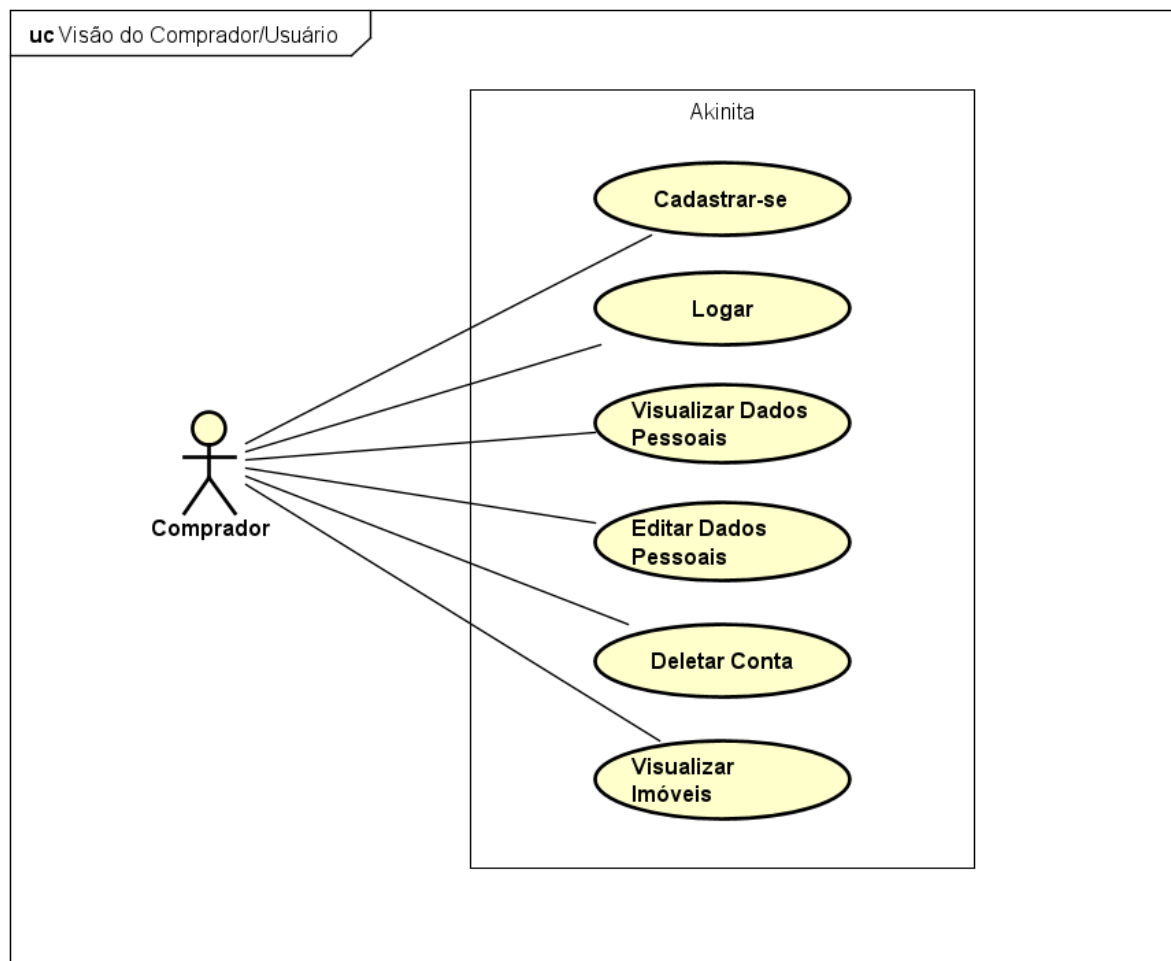 uc Visão do Comprador/Usuário
Akinita
Cadastrar-se
Logar
Visualizar Dados
Pessoais
Editar Dados
Pessoais
Comprador
Deletar Conta
Visualizar
Imóveis